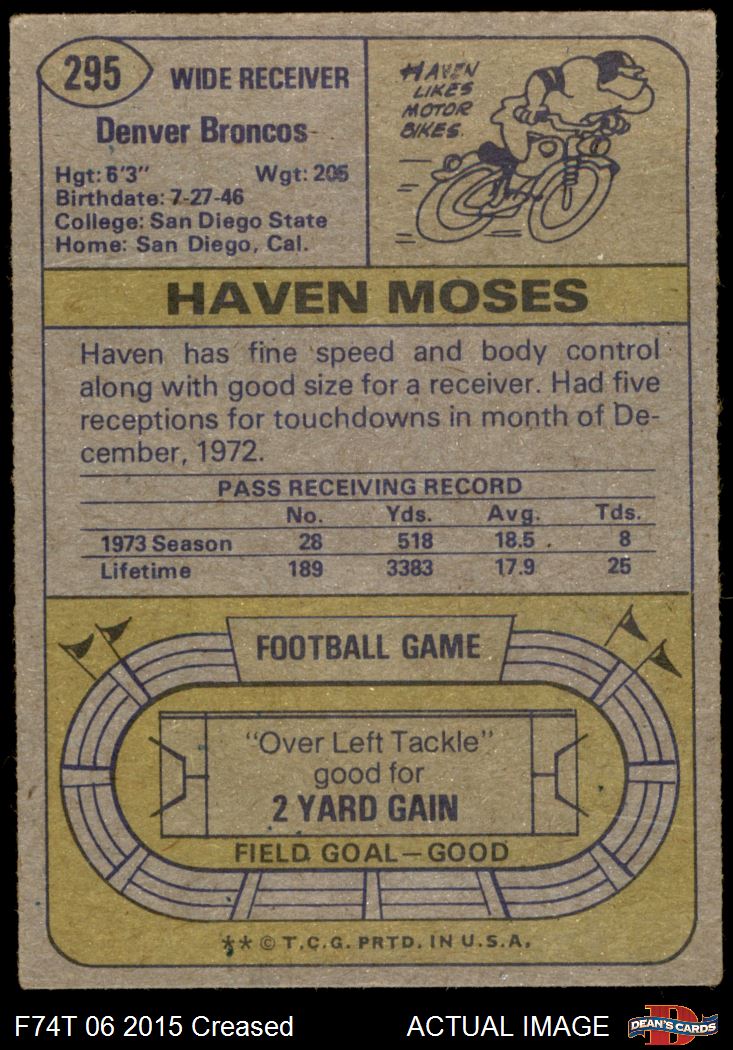 295
WIDE RECEIVER
Denver Broncos
Hgt: 6'3" Wgt: 205
Birthdate: 7-27-46
College: San Diego State
Home: San Diego, Cal.
HAVEN
LIKES
MOTOR
BIKES.
HAVEN MOSES
Haven has fine speed and body control
along with good size for a receiver. Had five
receptions for touchdowns in month of De-
cember, 1972.
PASS RECEIVING RECORD
No. Yds. Avg. Tds.
1973 Season 28 518 18.5 8
Lifetime 189 3383 17.9 25
FOOTBALL GAME
"Over Left Tackle"
good for
2 YARD GAIN
FIELD GOAL—GOOD
** © T.C.G. PRTD. IN U.S.A.
F74T 06 2015 Creased ACTUAL IMAGE
D
DEAN'S CARDS